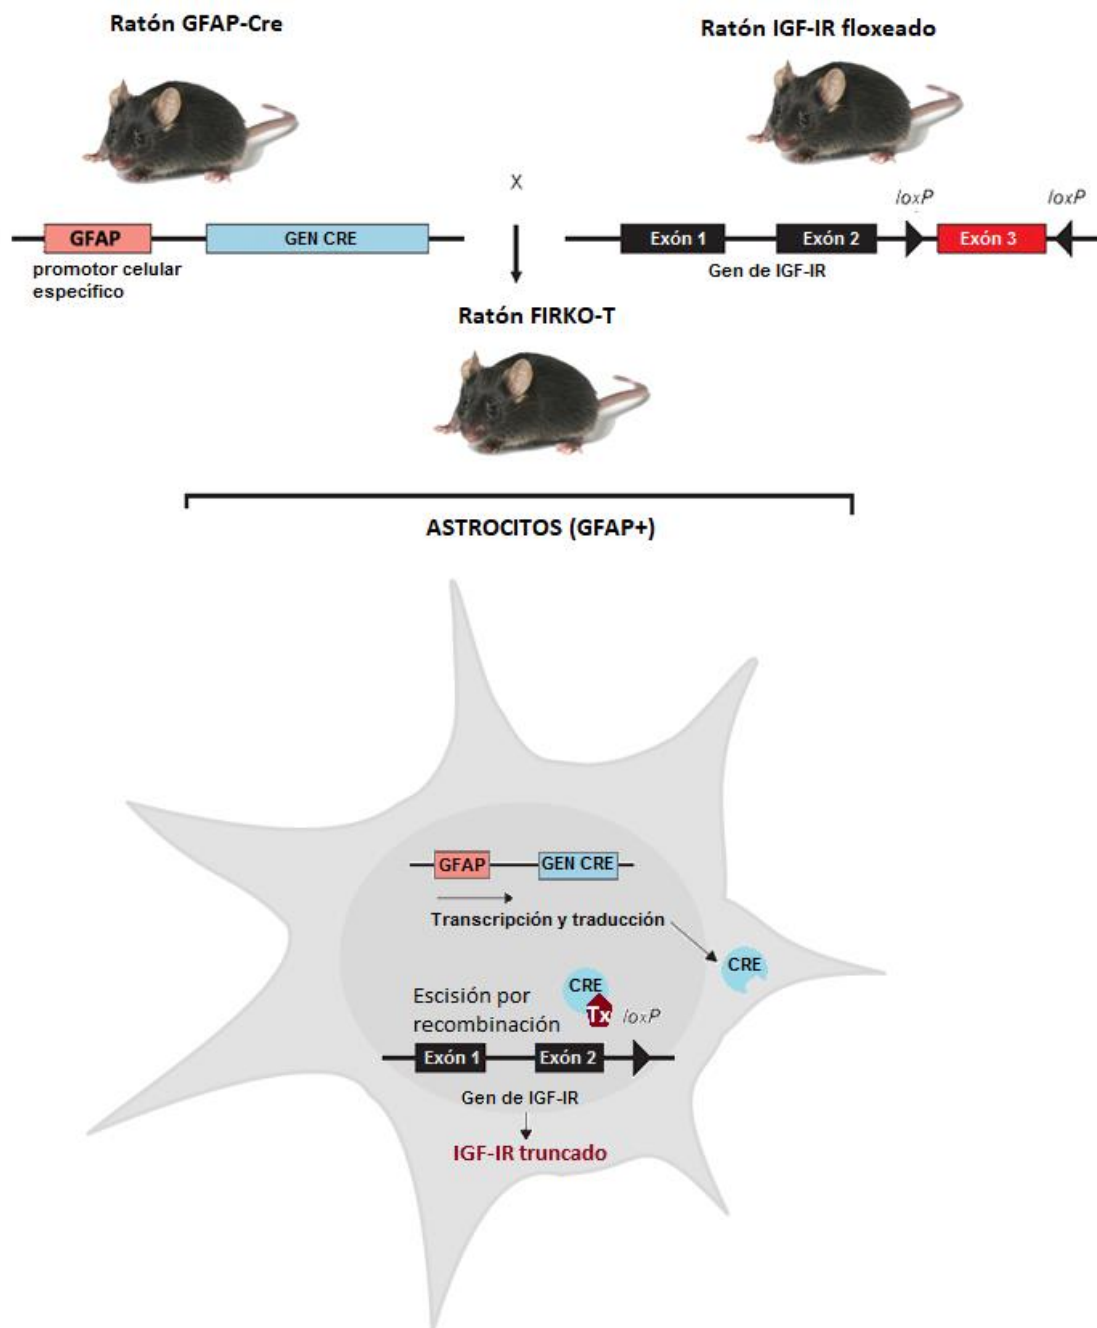 Ratón GFAP-Cre
Ratón IGF-IR floxeado
X
loxP
loxP
GFAP
GEN CRE
Exón 1
Exón 2
Exón 3
promotor celular
específico
Gen de IGF-IR
Ratón FIRKO-T
ASTROCITOS (GFAP+)
GFAP
GEN CRE
Transcripción y traducción
CRE
CRE
Tx
loxP
Escisión por
recombinación
Exón 1
Exón 2
Gen de IGF-IR
IGF-IR truncado